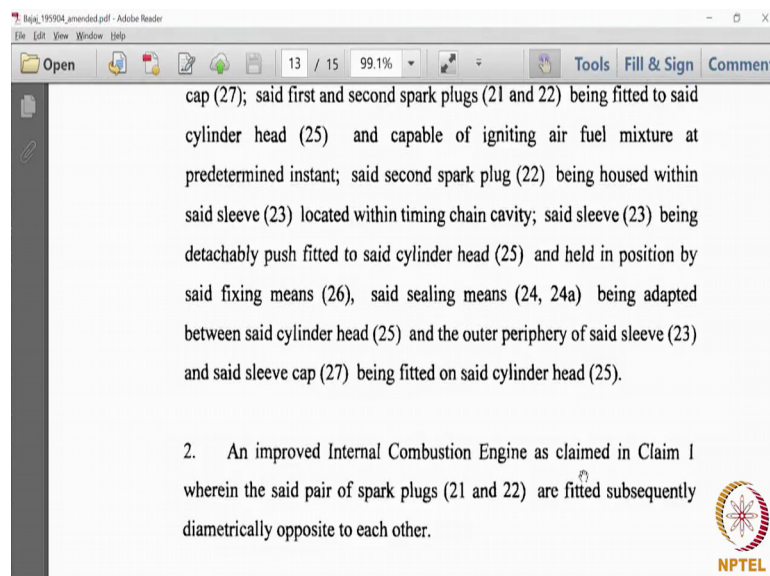 Bajaj_195904_amended.pdf - Adobe Reader
File Edit View Window Help
Open 13 / 15 99.1% Tools Fill & Sign Commen
cap (27); said first and second spark plugs (21 and 22) being fitted to said
cylinder head (25) and capable of igniting air fuel mixture at
predetermined instant; said second spark plug (22) being housed within
said sleeve (23) located within timing chain cavity; said sleeve (23) being
detachably push fitted to said cylinder head (25) and held in position by
said fixing means (26), said sealing means (24, 24a) being adapted
between said cylinder head (25) and the outer periphery of said sleeve (23)
and said sleeve cap (27) being fitted on said cylinder head (25).
2. An improved Internal Combustion Engine as claimed in Claim 1
wherein the said pair of spark plugs (21 and 22) are fitted subsequently
diametrically opposite to each other.
NPTEL